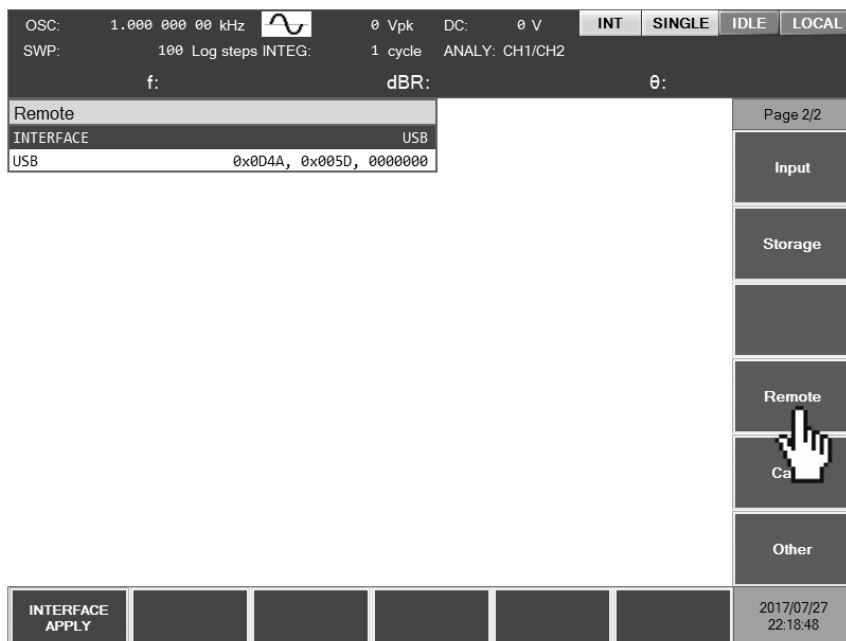 OSC: 1.000 000 00 kHz 0 Vpk DC: 0 V INT SINGLE IDLE LOCAL
SWP: 100 Log steps INTEG: 1 cycle ANALY: CH1/CH2
f: dBR: θ:
Remote
INTERFACE USB
USB 0x0D4A, 0x005D, 0000000
Page 2/2
Input
Storage
Remote
Other
INTERFACE
APPLY
2017/07/27
22:18:48